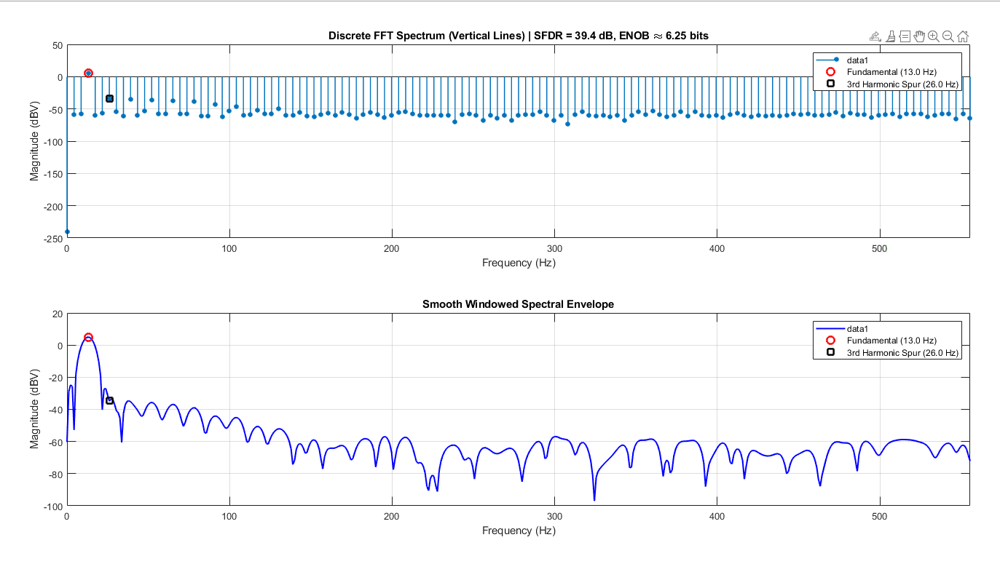 Discrete FFT Spectrum (Vertical Lines) | SFDR = 39.4 dB, ENOB ≈ 6.25 bits
50
0
-50
-100
-150
-200
-250
Magnitude (dBV)
data1
Fundamental (13.0 Hz)
3rd Harmonic Spur (26.0 Hz)
0 100 200 300 400 500
Frequency (Hz)
Smooth Windowed Spectral Envelope
20
0
-20
-40
-60
-80
-100
Magnitude (dBV)
data1
Fundamental (13.0 Hz)
3rd Harmonic Spur (26.0 Hz)
0 100 200 300 400 500
Frequency (Hz)